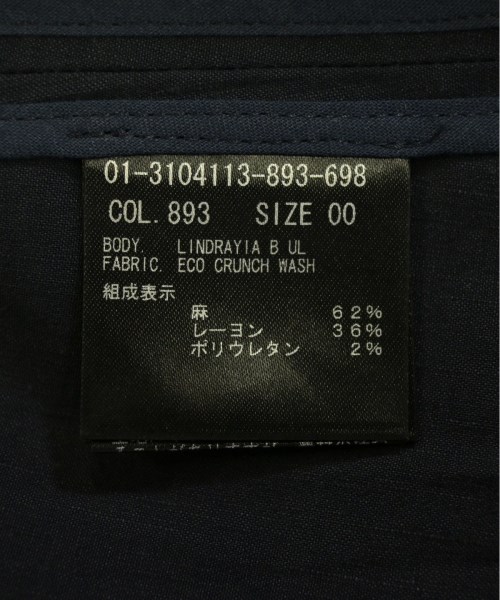 01-3104113-893-698
COL. 893 SIZE 00
BODY. LINDRAYIA B UL
FABRIC. ECO CRUNCH WASH
組成表示
麻 62%
レーヨン 36%
ポリウレタン 2%